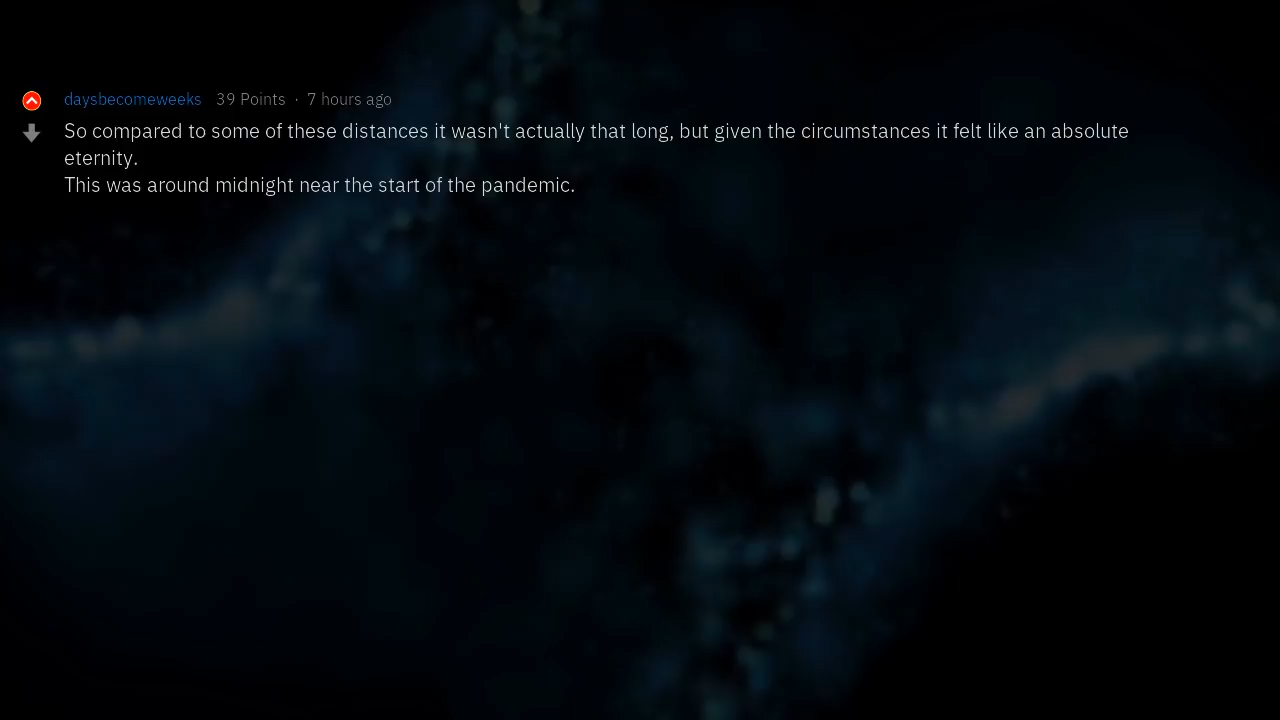 daysbecomeweeks 39 Points · 7 hours ago
So compared to some of these distances it wasn't actually that long, but given the circumstances it felt like an absolute
eternity.
This was around midnight near the start of the pandemic.